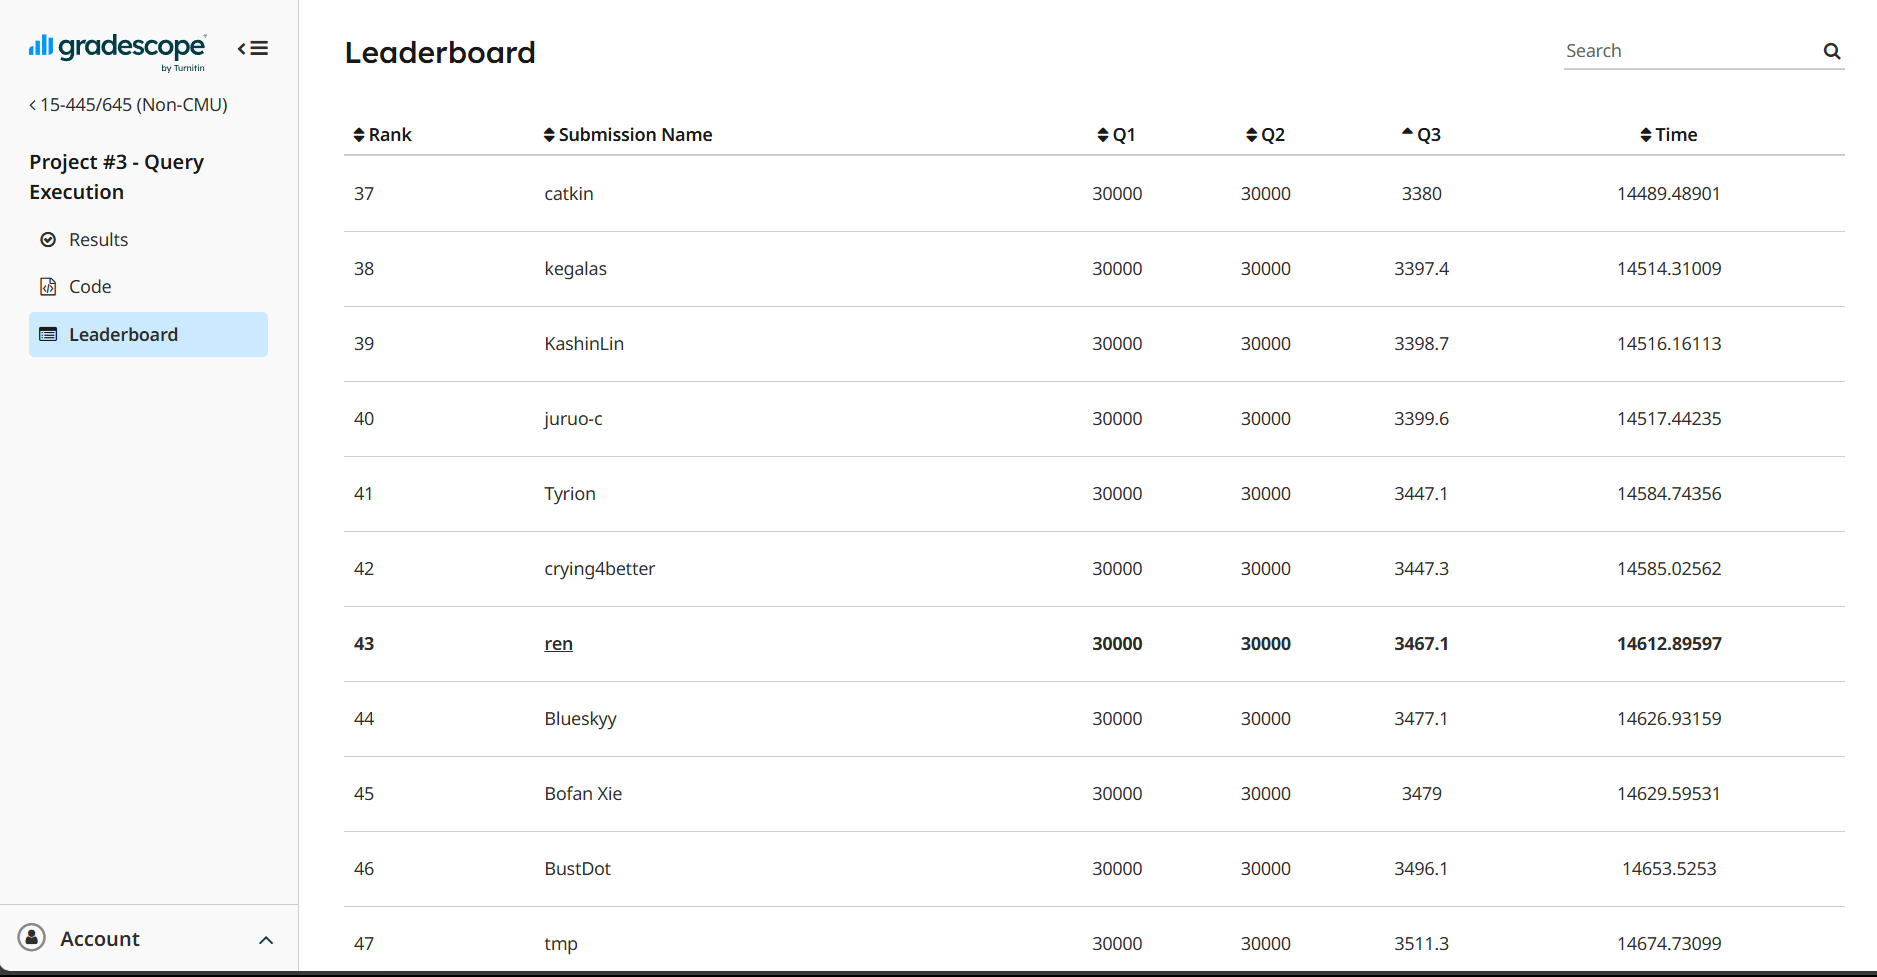 gradescope
by Turnitin
15-445/645 (Non-CMU)
Project #3 - Query
Execution
Results
Code
Leaderboard
Account
Leaderboard
Search
Rank Submission Name Q1 Q2 Q3 Time
37 catkin 30000 30000 3380 14489.48901
38 kegalas 30000 30000 3397.4 14514.31009
39 KashinLin 30000 30000 3398.7 14516.16113
40 juruo-c 30000 30000 3399.6 14517.44235
41 Tyrion 30000 30000 3447.1 14584.74356
42 crying4better 30000 30000 3447.3 14585.02562
43 ren 30000 30000 3467.1 14612.89597
44 Blueskyy 30000 30000 3477.1 14626.93159
45 Bofan Xie 30000 30000 3479 14629.59531
46 BustDot 30000 30000 3496.1 14653.5253
47 tmp 30000 30000 3511.3 14674.73099